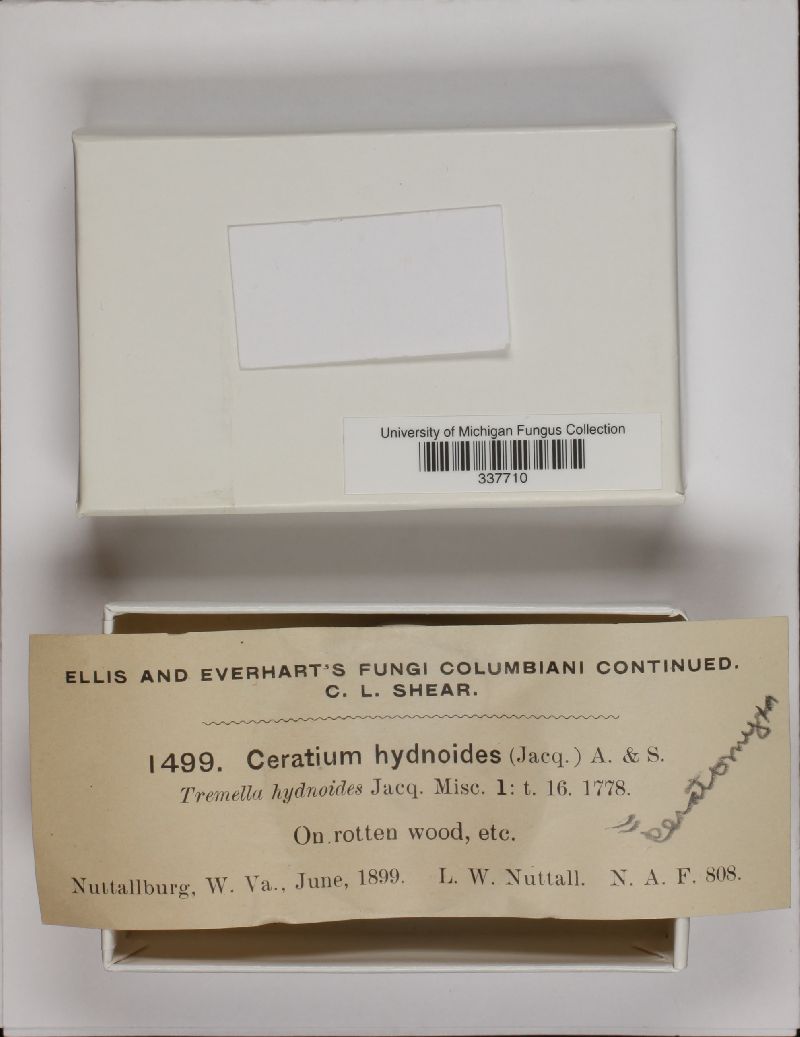 University of Michigan Fungus Collection
337710
ELLIS AND EVERHART'S FUNGI COLUMBIANI CONTINUED.
C. L. SHEAR.
1499. Ceratium hydnoides (Jacq.) A. & S.
Tremella hydnoides Jacq. Misc. 1: t. 16. 1778.
On rotten wood, etc.
= Ceratiomyxa
Nuttallburg, W. Va., June, 1899. L. W. Nuttall. N. A. F. 808.